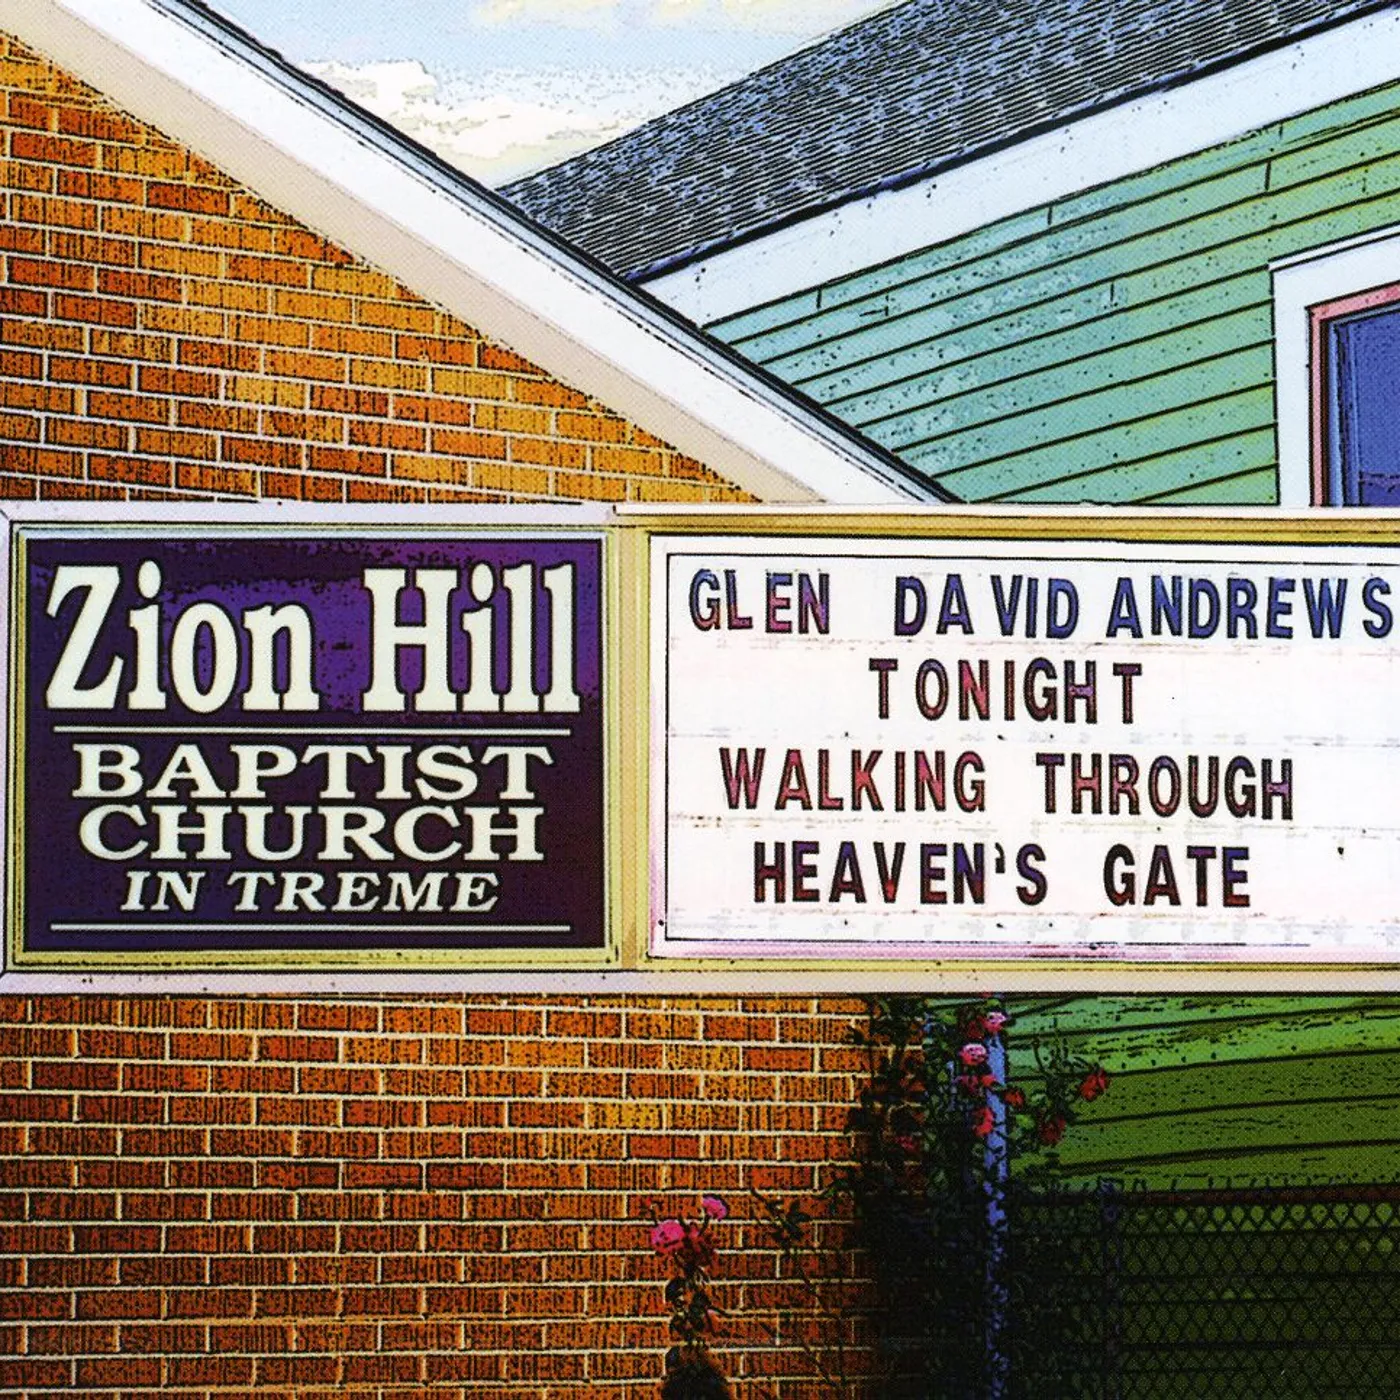 Zion Hill
BAPTIST
CHURCH
IN TREME
GLEN DAVID ANDREWS
TONIGHT
WALKING THROUGH
HEAVEN'S GATE